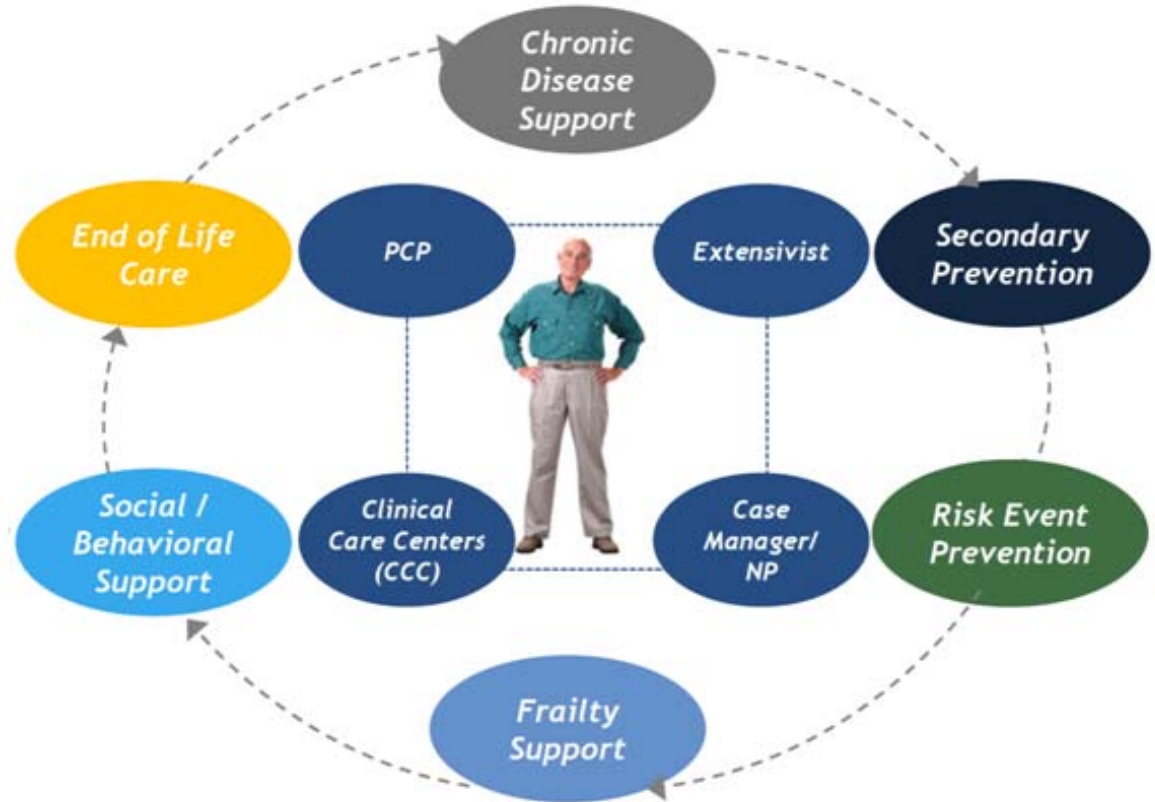 Chronic
Disease
Support
End of Life
Care
PCP
Extensivist
Secondary
Prevention
Social /
Behavioral
Support
Clinical
Care Centers
(CCC)
Case
Manager/
NP
Risk Event
Prevention
Frailty
Support